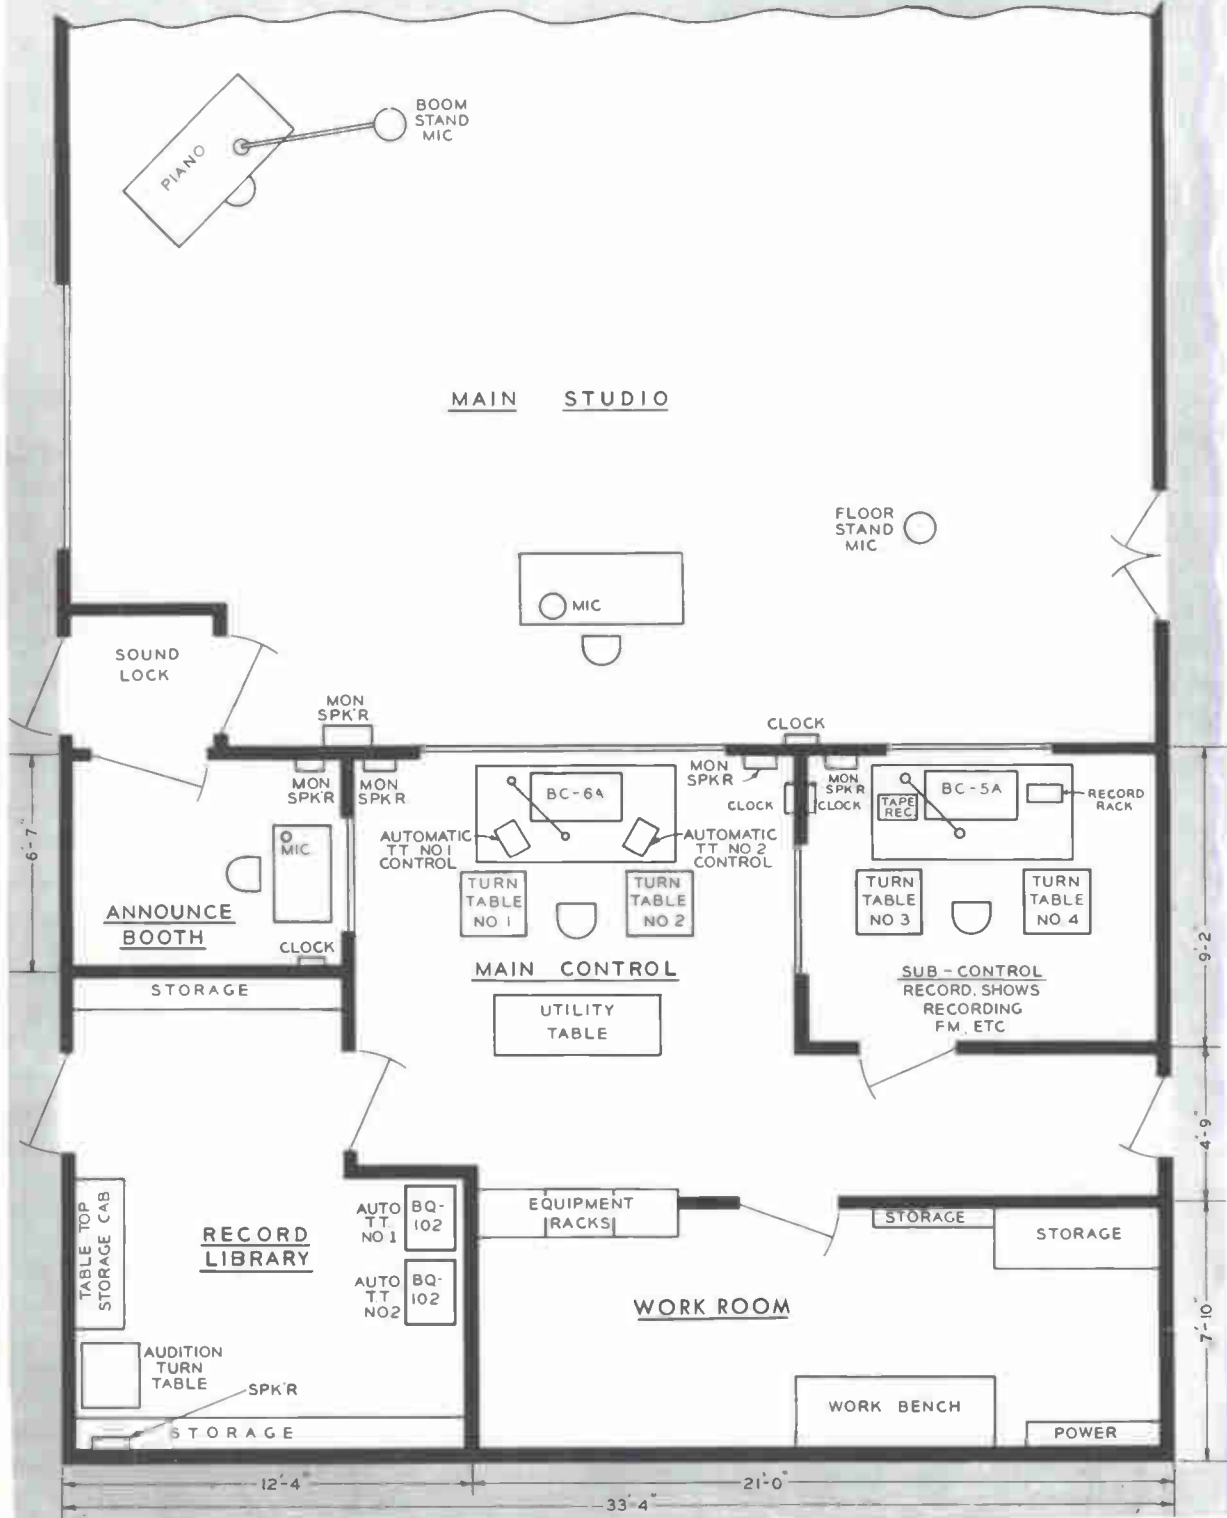 BOOM
STAND
MIC
PIANO
MAIN STUDIO
FLOOR
STAND
MIC
MIC
SOUND
LOCK
MON
SPK'R
CLOCK
MON
SPK'R
MON
SPK'R
MON
SPK'R
MON
SPK'R
CLOCK
CLOCK
BC-6A
BC-5A
TAPE
REC.
RECORD
RACK
AUTOMATIC
TT NO 1
CONTROL
AUTOMATIC
TT NO 2
CONTROL
MIC
6'-7"
TURN
TABLE
NO 1
TURN
TABLE
NO 2
TURN
TABLE
NO 3
TURN
TABLE
NO 4
ANNOUNCE
BOOTH
CLOCK
MAIN CONTROL
SUB-CONTROL
RECORD. SHOWS
RECORDING
FM, ETC
9'-2"
STORAGE
UTILITY
TABLE
4'-9"
TABLE TOP
STORAGE CAB
RECORD
LIBRARY
AUTO
T.T.
NO 1
BQ-
102
AUTO
T.T
NO2
BQ-
102
EQUIPMENT
RACKS
STORAGE
STORAGE
WORK ROOM
7'-10"
AUDITION
TURN
TABLE
SPK'R
STORAGE
WORK BENCH
POWER
12'-4"
21'-0"
33'-4"